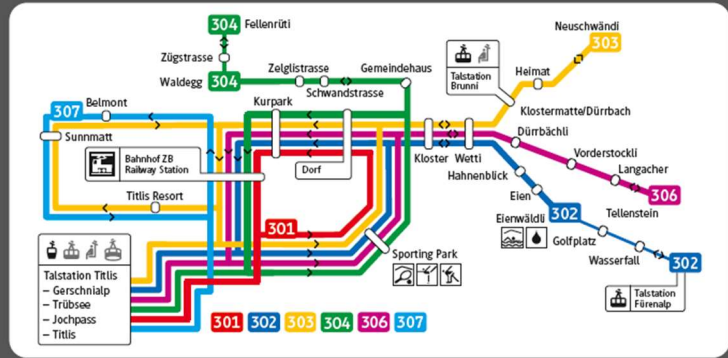 304 Fellenrüti
Neuschwändi
303
Zügstrasse
Waldegg 304
Zelglistrasse
Schwandstrasse
Gemeindehaus
Talstation
Brunni
Heimat
307 Belmont
Kurpark
Klostermatte/Dürrbach
Sunnmatt
Dürrbächli
Bahnhof ZB
Railway Station
Dorf
Kloster Wetti
Vorderstockli
Hahnenblick
Langacher
306
Titlis Resort
Eien
Tellenstein
301
Eienwäldli 302
Golfplatz
Talstation Titlis
– Gerschnialp
– Trübsee
– Jochpass
– Titlis
Sporting Park
Wasserfall
302
Talstation
Fürenalp
301 302 303 304 306 307